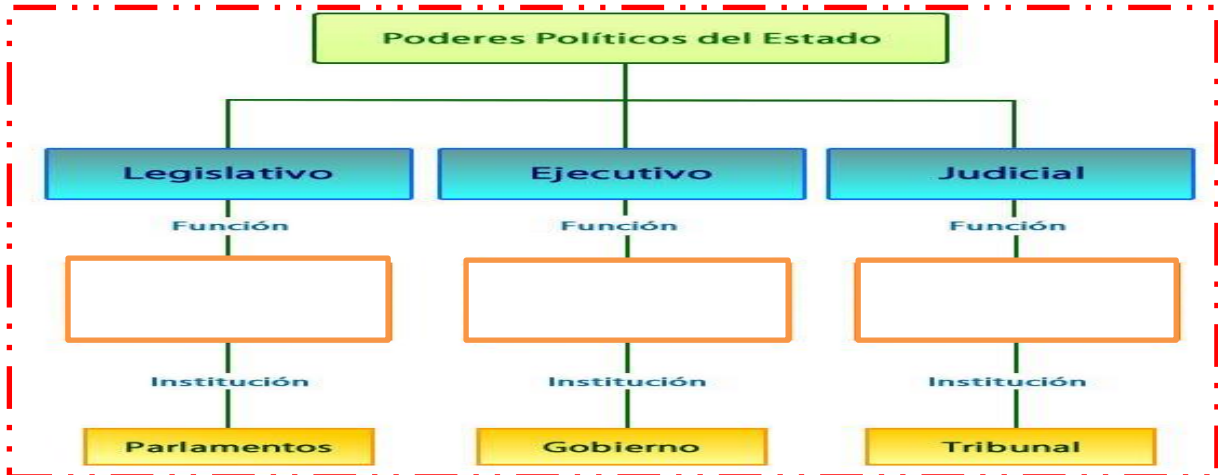 Poderes Políticos del Estado
Legislativo Ejecutivo Judicial
Función Función Función
Institución Institución Institución
Parlamentos Gobierno Tribunal